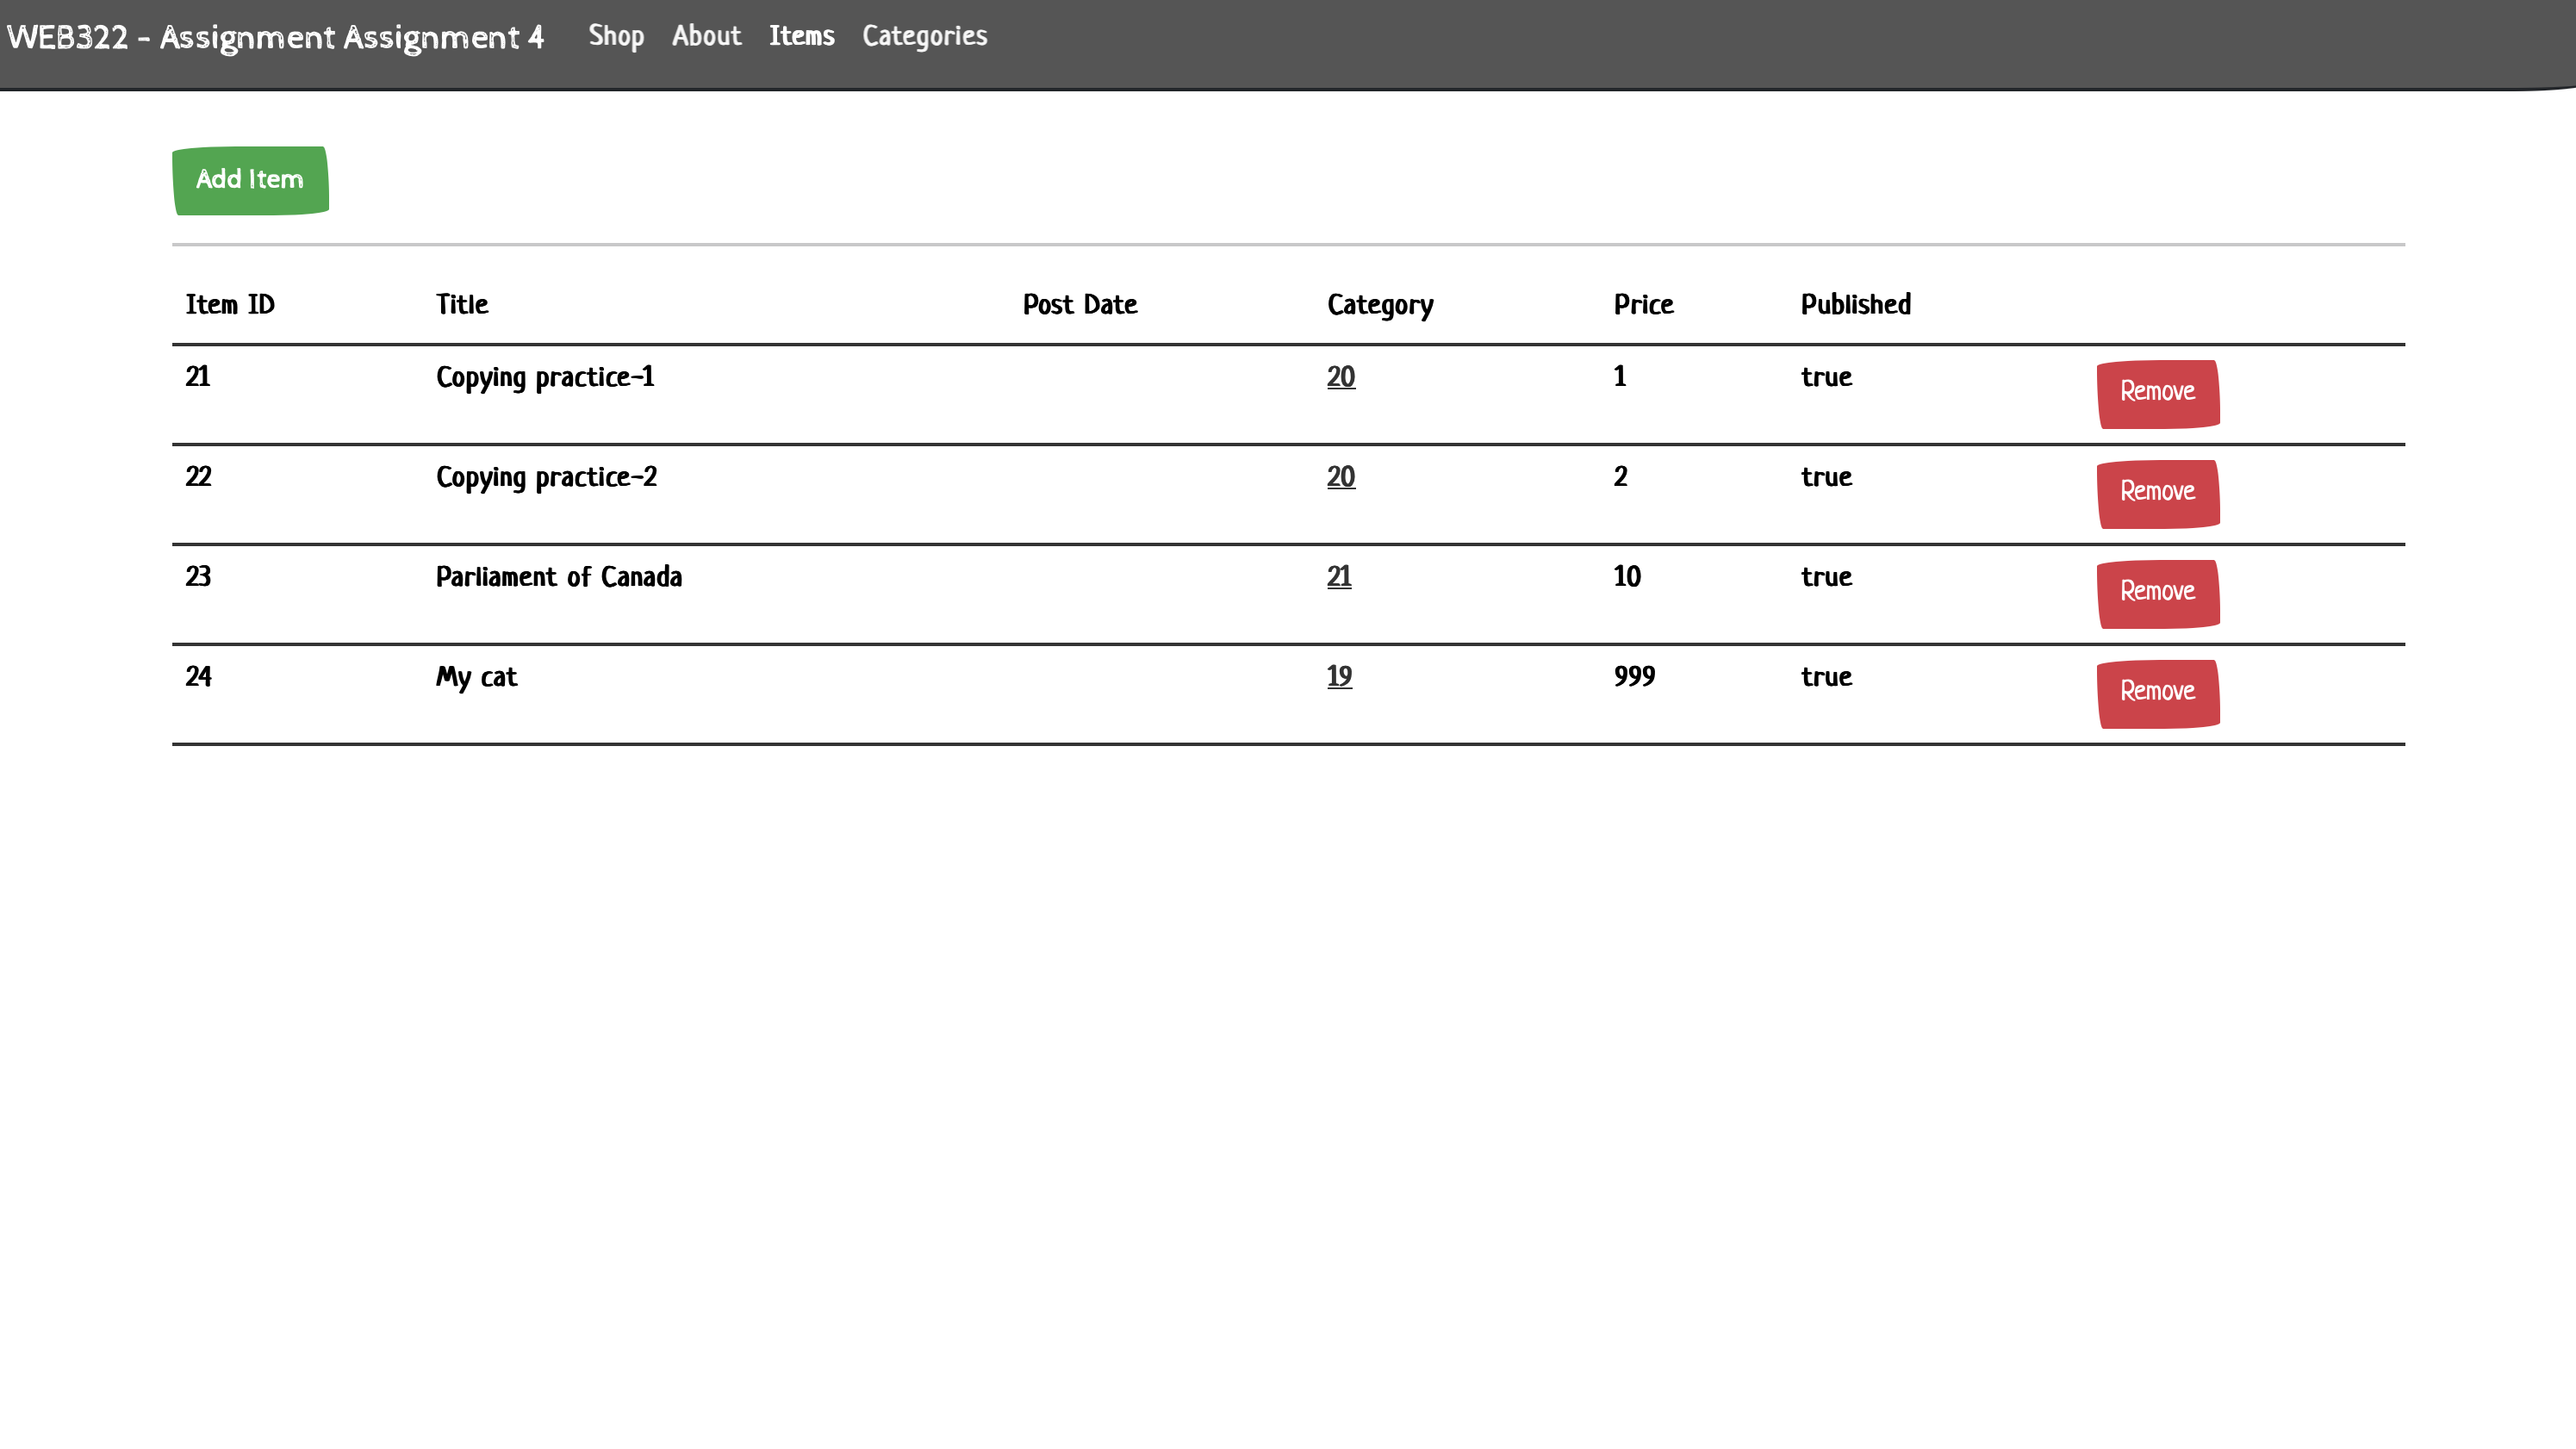 WEB322 - Assignment Assignment 4 Shop About Items Categories
Add Item
Item ID Title Post Date Category Price Published
21 Copying practice-1 20 1 true Remove
22 Copying practice-2 20 2 true Remove
23 Parliament of Canada 21 10 true Remove
24 My cat 19 999 true Remove